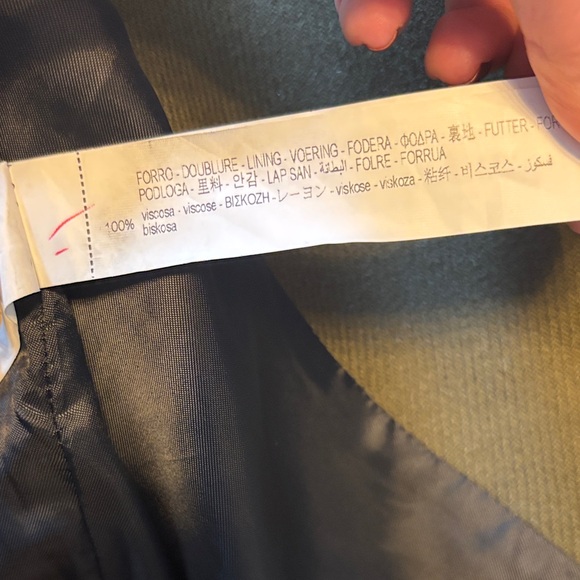 FORRO - DOUBLURE - LINING - VOERING - FODERA - ΦΟΔΡΑ - 裏地 - FUTTER - FOR
PODLOGA - 里料 - 안감 - LAP SAN - البطانة - FOLRE - FORRUA
100% viscosa - viscose - ΒΙΣΚΟΖΗ - レーヨン - viskose - viskoza - 粘纤 - 비스코스 - فسكوز
biskosa